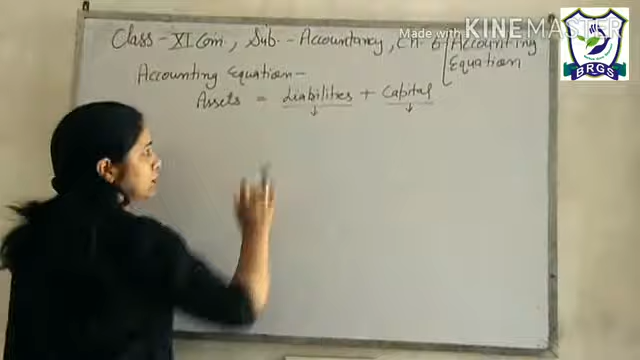 Made with KINEMASTER
Class - XI Com., Sub. - Accountancy, CH. 6 [Accounting
Equation
Accounting Equation -
Assets = Liabilities + Capital
BRGS